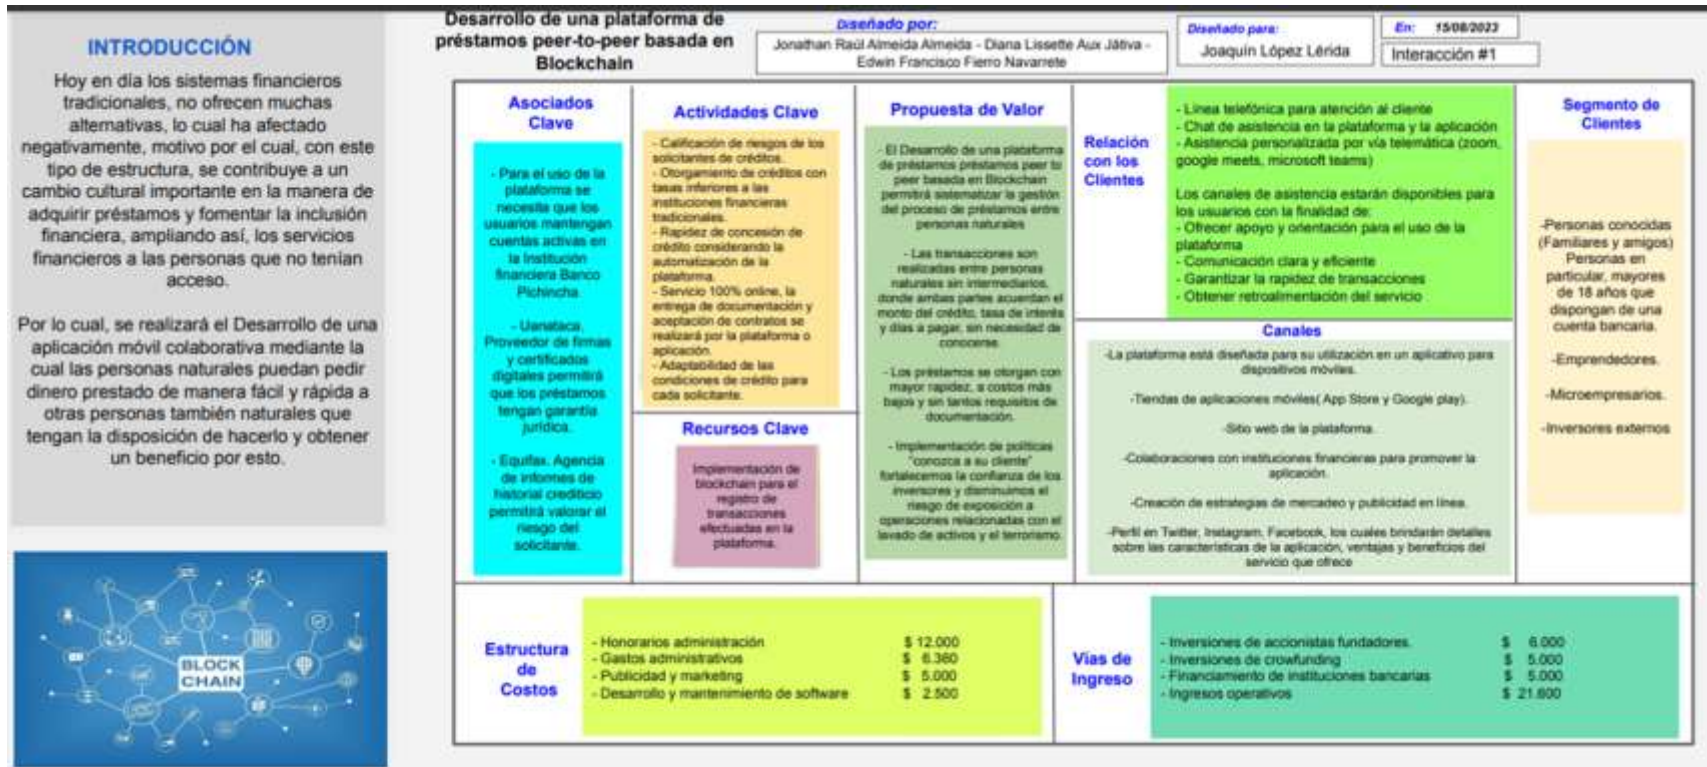 INTRODUCCIÓN
Hoy en día los sistemas financieros
tradicionales, no ofrecen muchas
alternativas, lo cual ha afectado
negativamente, motivo por el cual, con este
tipo de estructura, se contribuye a un
cambio cultural importante en la manera de
adquirir préstamos y fomentar la inclusión
financiera, ampliando así, los servicios
financieros a las personas que no tenían
acceso.
Por lo cual, se realizará el Desarrollo de una
aplicación móvil colaborativa mediante la
cual las personas naturales puedan pedir
dinero prestado de manera fácil y rápida a
otras personas también naturales que
tengan la disposición de hacerlo y obtener
un beneficio por esto.
BLOCK
CHAIN
Desarrollo de una plataforma de
préstamos peer-to-peer basada en
Blockchain
Diseñado por:
Jonathan Raúl Almeida Almeida - Diana Lissette Aux Játiva -
Edwin Francisco Fierro Navarrete
Diseñado para:
Joaquín López Lérida
En: 15/08/2023
Interacción #1
Asociados
Clave
- Para el uso de la
plataforma se
necesita que los
usuarios mantengan
cuentas activas en
la Institución
financiera Banco
Pichincha.
- Uanataca,
Proveedor de firmas
y certificados
digitales permitirá
que los préstamos
tengan garantía
jurídica.
- Equifax. Agencia
de informes de
historial crediticio
permitirá valorar el
riesgo del
solicitante.
Actividades Clave
- Calificación de riesgos de los
solicitantes de créditos.
- Otorgamiento de créditos con
tasas inferiores a las
instituciones financieras
tradicionales.
- Rapidez de concesión de
crédito considerando la
automatización de la
plataforma.
- Servicio 100% online, la
entrega de documentación y
aceptación de contratos se
realizará por la plataforma o
aplicación.
- Adaptabilidad de las
condiciones de crédito para
cada solicitante.
Recursos Clave
Implementación de
blockchain para el
registro de
transacciones
efectuadas en la
plataforma.
Propuesta de Valor
- El Desarrollo de una plataforma
de préstamos préstamos peer to
peer basada en Blockchain
permitirá sistematizar la gestión
del proceso de préstamos entre
personas naturales
- Las transacciones son
realizadas entre personas
naturales sin intermediarios,
donde ambas partes acuerdan el
monto del crédito, tasa de interés
y días a pagar, sin necesidad de
conocerse.
- Los préstamos se otorgan con
mayor rapidez, a costos más
bajos y sin tantos requisitos de
documentación.
- Implementación de políticas
"conozca a su cliente"
fortalecemos la confianza de los
inversores y disminuimos el
riesgo de exposición a
operaciones relacionadas con el
lavado de activos y el terrorismo.
Relación
con los
Clientes
- Línea telefónica para atención al cliente
- Chat de asistencia en la plataforma y la aplicación
- Asistencia personalizada por vía telemática (zoom,
google meets, microsoft teams)
Los canales de asistencia estarán disponibles para
los usuarios con la finalidad de:
- Ofrecer apoyo y orientación para el uso de la
plataforma
- Comunicación clara y eficiente
- Garantizar la rapidez de transacciones
- Obtener retroalimentación del servicio
Canales
-La plataforma está diseñada para su utilización en un aplicativo para
dispositivos móviles.
-Tiendas de aplicaciones móviles( App Store y Google play).
-Sitio web de la plataforma.
-Colaboraciones con instituciones financieras para promover la
aplicación.
-Creación de estrategias de mercadeo y publicidad en línea.
-Perfil en Twitter, Instagram, Facebook, los cuales brindarán detalles
sobre las características de la aplicación, ventajas y beneficios del
servicio que ofrece
Segmento de
Clientes
-Personas conocidas
(Familiares y amigos)
Personas en
particular, mayores
de 18 años que
dispongan de una
cuenta bancaria.
-Emprendedores.
-Microempresarios.
-Inversores externos
Estructura
de
Costos
- Honorarios administración $ 12.000
- Gastos administrativos $ 6.360
- Publicidad y marketing $ 5.000
- Desarrollo y mantenimiento de software $ 2.500
Vías de
Ingreso
- Inversiones de accionistas fundadores. $ 6.000
- Inversiones de crowfunding $ 5.000
- Financiamiento de instituciones bancarias $ 5.000
- Ingresos operativos $ 21.600